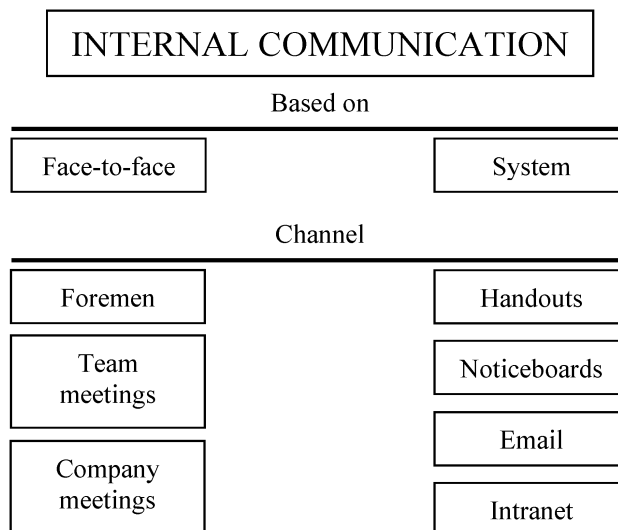 INTERNAL COMMUNICATION
Based on
Face-to-face
System
Channel
Foremen
Handouts
Team
meetings
Noticeboards
Email
Company
meetings
Intranet